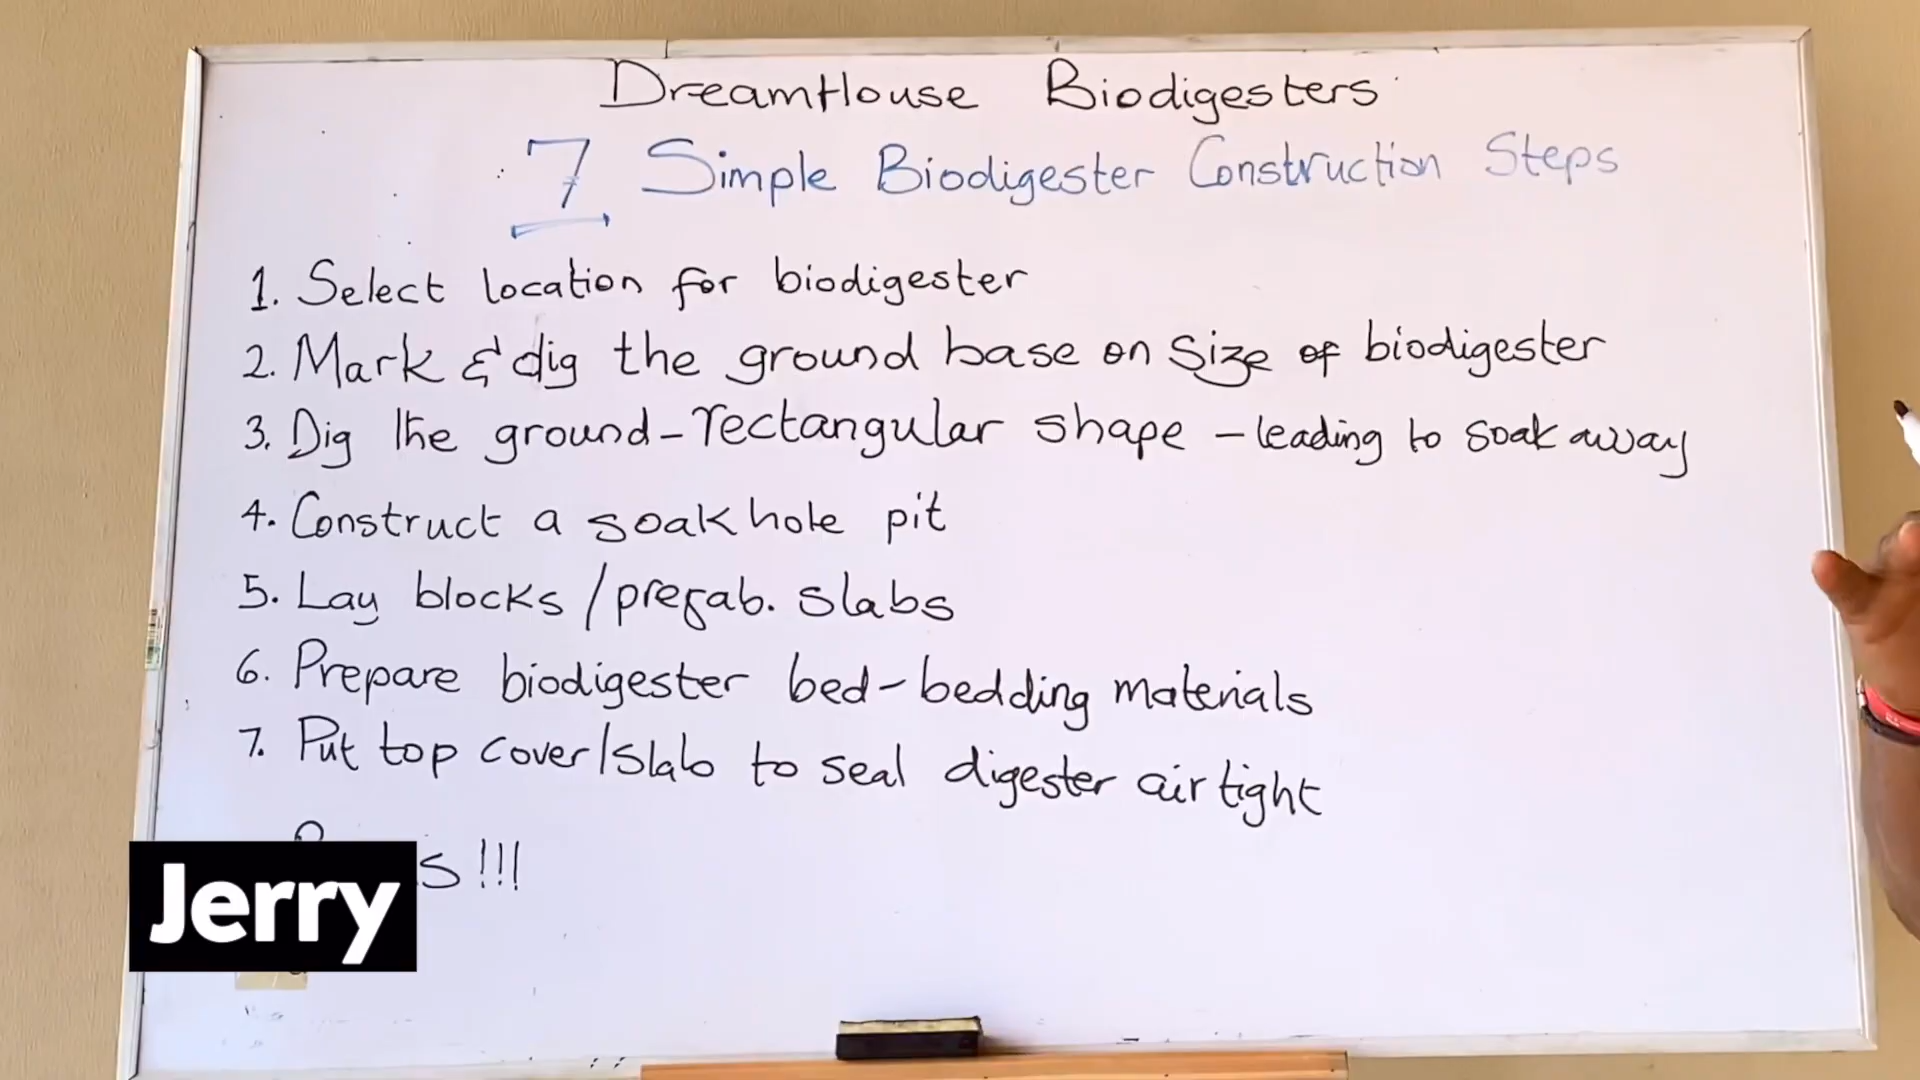 DreamHouse Biodigesters
7 Simple Biodigester Construction Steps
1. Select location for biodigester
2. Mark & dig the ground base on size of biodigester
3. Dig the ground - rectangular shape - leading to soak away
4. Construct a soak hole pit
5. Lay blocks / prefab. slabs
6. Prepare biodigester bed - bedding materials
7. Put top cover/slab to seal digester air tight
Jerry